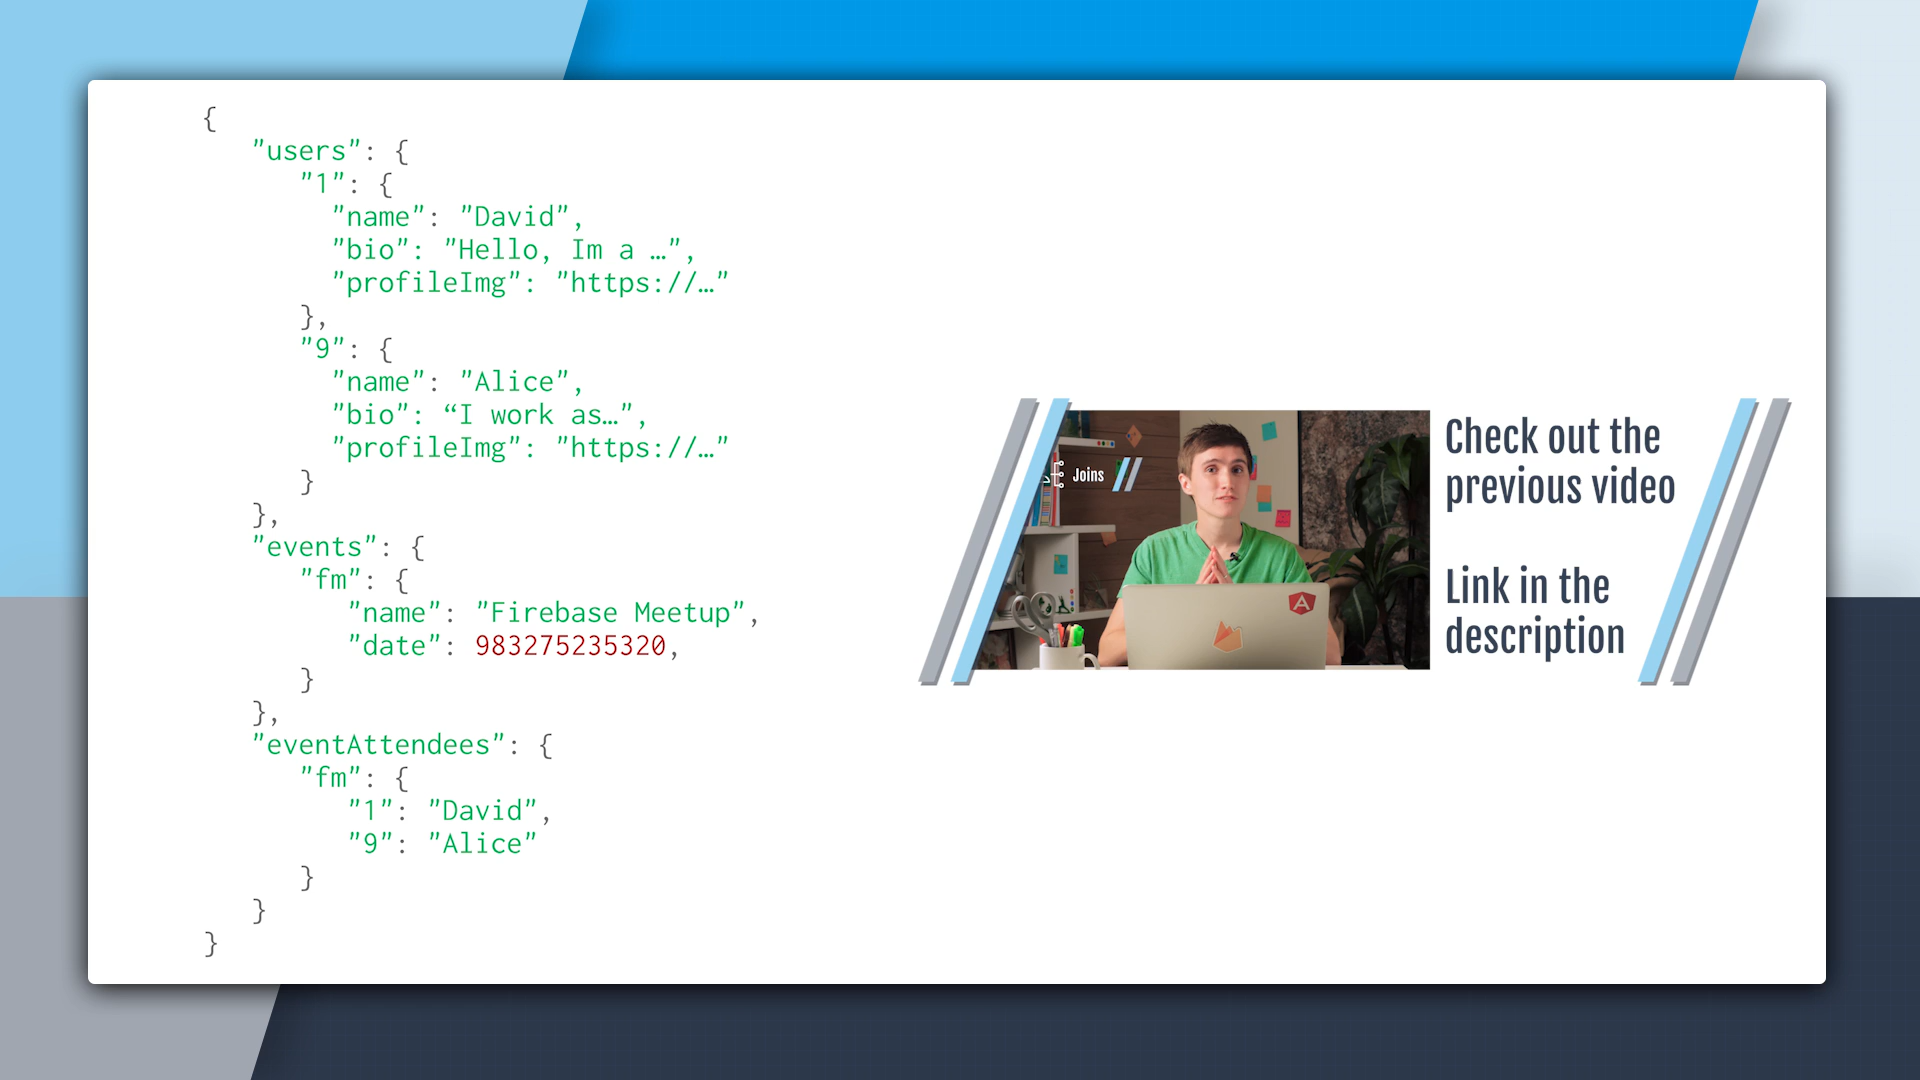 {
"users": {
"1": {
"name": "David",
"bio": "Hello, Im a …",
"profileImg": "https://…"
},
"9": {
"name": "Alice",
"bio": “I work as…",
"profileImg": "https://…"
}
},
"events": {
"fm": {
"name": "Firebase Meetup",
"date": 983275235320,
}
},
"eventAttendees": {
"fm": {
"1": "David",
"9": "Alice"
}
}
}
Joins
A
Check out the
previous video
Link in the
description